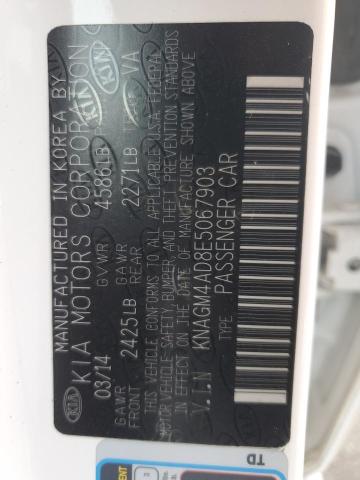 MANUFACTURED IN KOREA BY
KIA MOTORS CORPORATION
03/14 GVWR 4586LB
GAWR FRONT 2425LB GAWR REAR 2271LB VA
THIS VEHICLE CONFORMS TO ALL APPLICABLE U.S.A FEDERAL
MOTOR VEHICLE SAFETY, BUMPER, AND THEFT PREVENTION STANDARDS
IN EFFECT ON THE DATE OF MANUFACTURE SHOWN ABOVE
V.I.N KNAGM4AD8E5067903
TYPE : PASSENGER CAR
KIA
TD